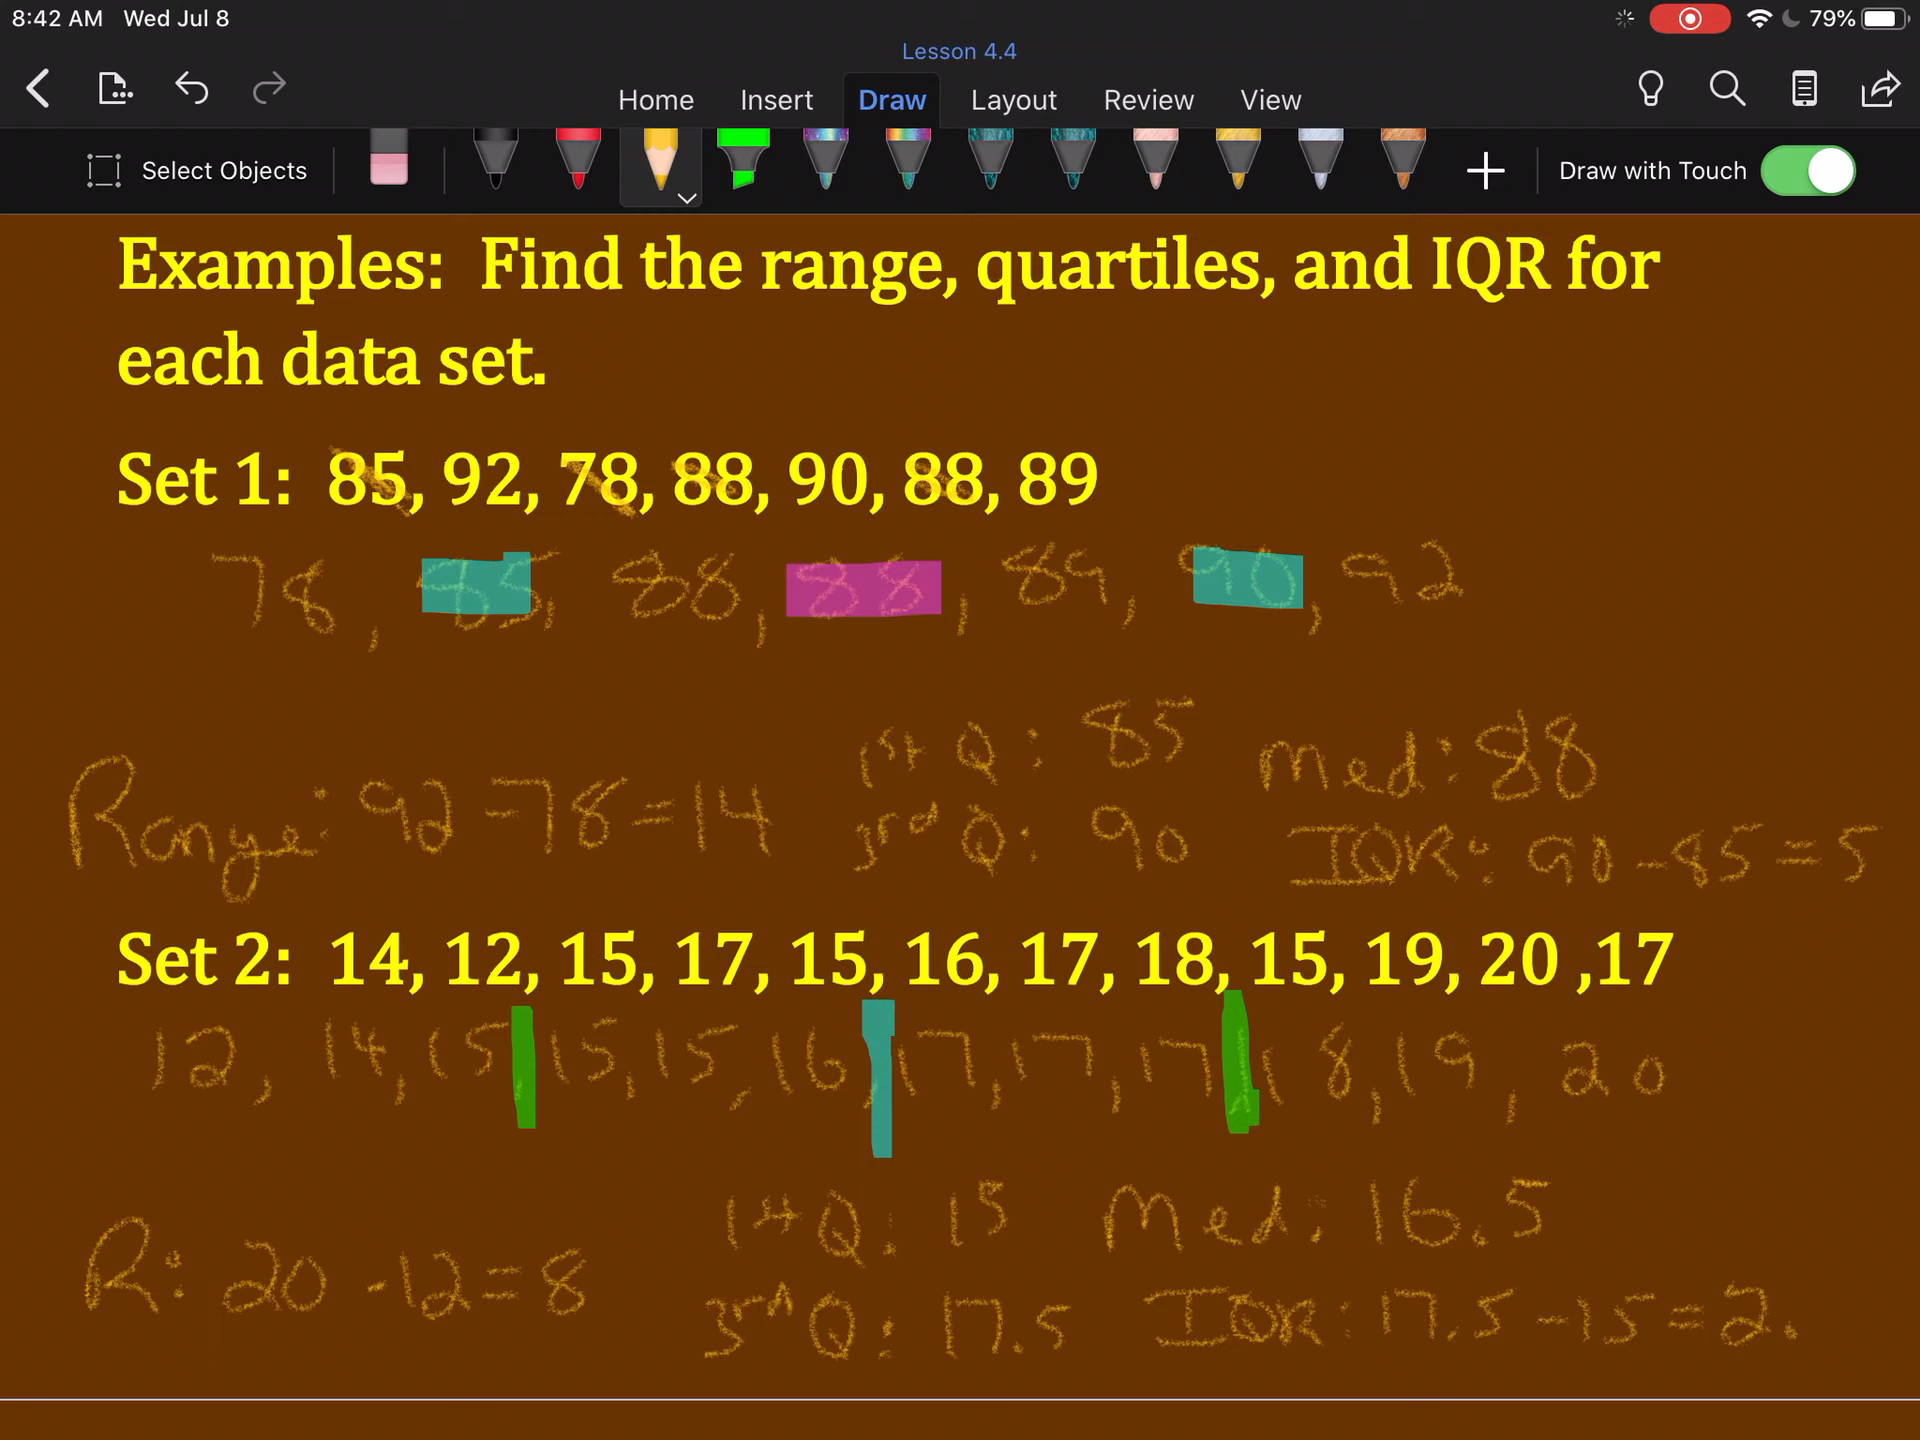 8:42 AM Wed Jul 8 79%
Lesson 4.4
Home Insert Draw Layout Review View
Select Objects Draw with Touch
Examples: Find the range, quartiles, and IQR for
each data set.
Set 1: 85, 92, 78, 88, 90, 88, 89
78, 85, 88, 88, 89, 90, 92
Range: 92 - 78 = 14
1st Q: 85
3rd Q: 90
Med: 88
IQR: 90 - 85 = 5
Set 2: 14, 12, 15, 17, 15, 16, 17, 18, 15, 19, 20 ,17
12, 14, 15 15, 15, 16, 17, 17, 17, 18, 19, 20
R: 20 - 12 = 8
1st Q: 15
3rd Q: 17.5
Med: 16.5
IQR: 17.5 - 15 = 2.